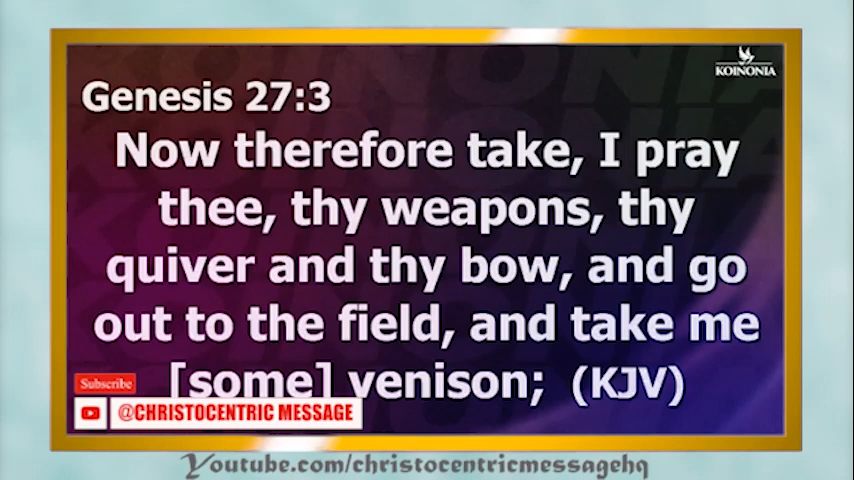 KOINONIA
Genesis 27:3
Now therefore take, I pray
thee, thy weapons, thy
quiver and thy bow, and go
out to the field, and take me
[some] venison; (KJV)
Subscribe
@CHRISTOCENTRIC MESSAGE
Youtube.com/christocentricmessagehq